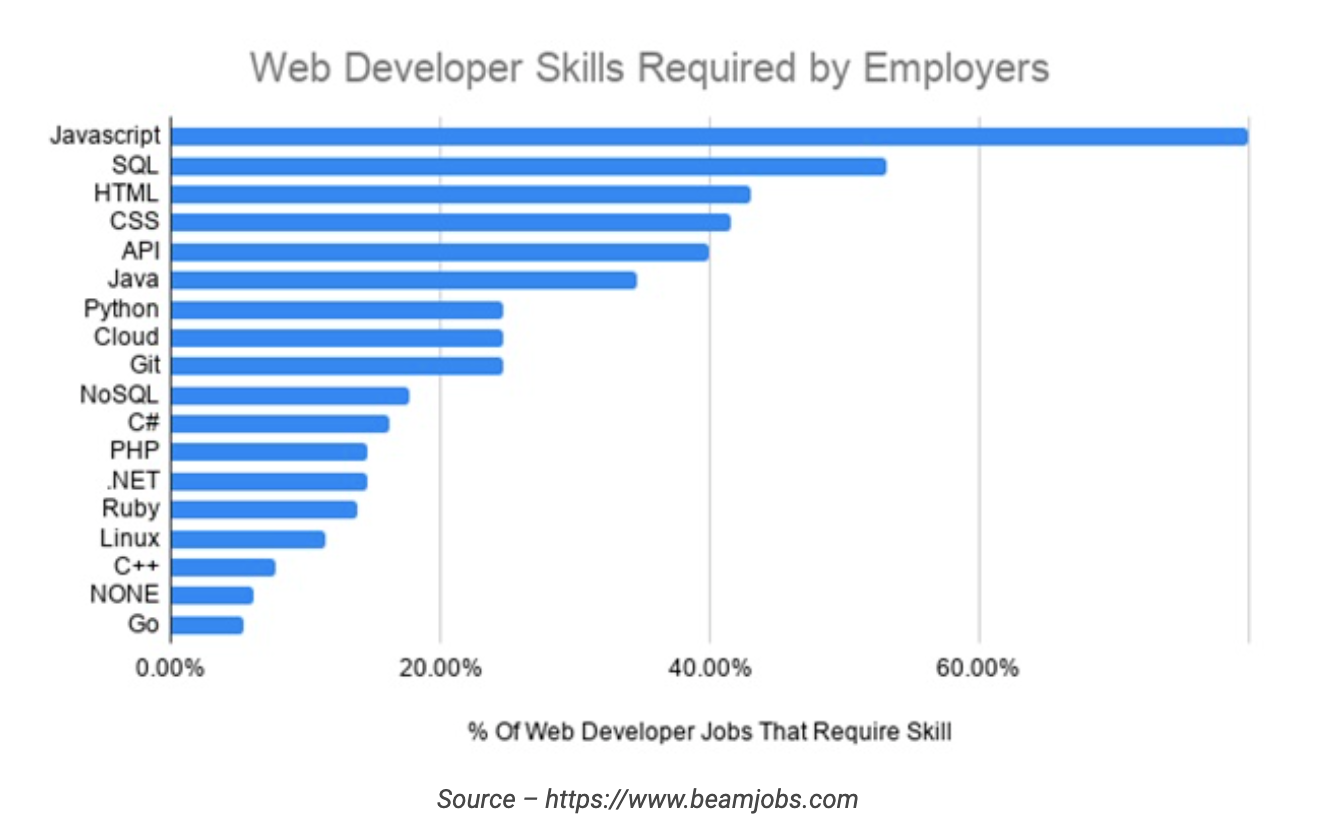 Web Developer Skills Required by Employers
Javascript
SQL
HTML
CSS
API
Java
Python
Cloud
Git
NoSQL
C#
PHP
.NET
Ruby
Linux
C++
NONE
Go
0.00% 20.00% 40.00% 60.00%
% Of Web Developer Jobs That Require Skill
Source – https://www.beamjobs.com